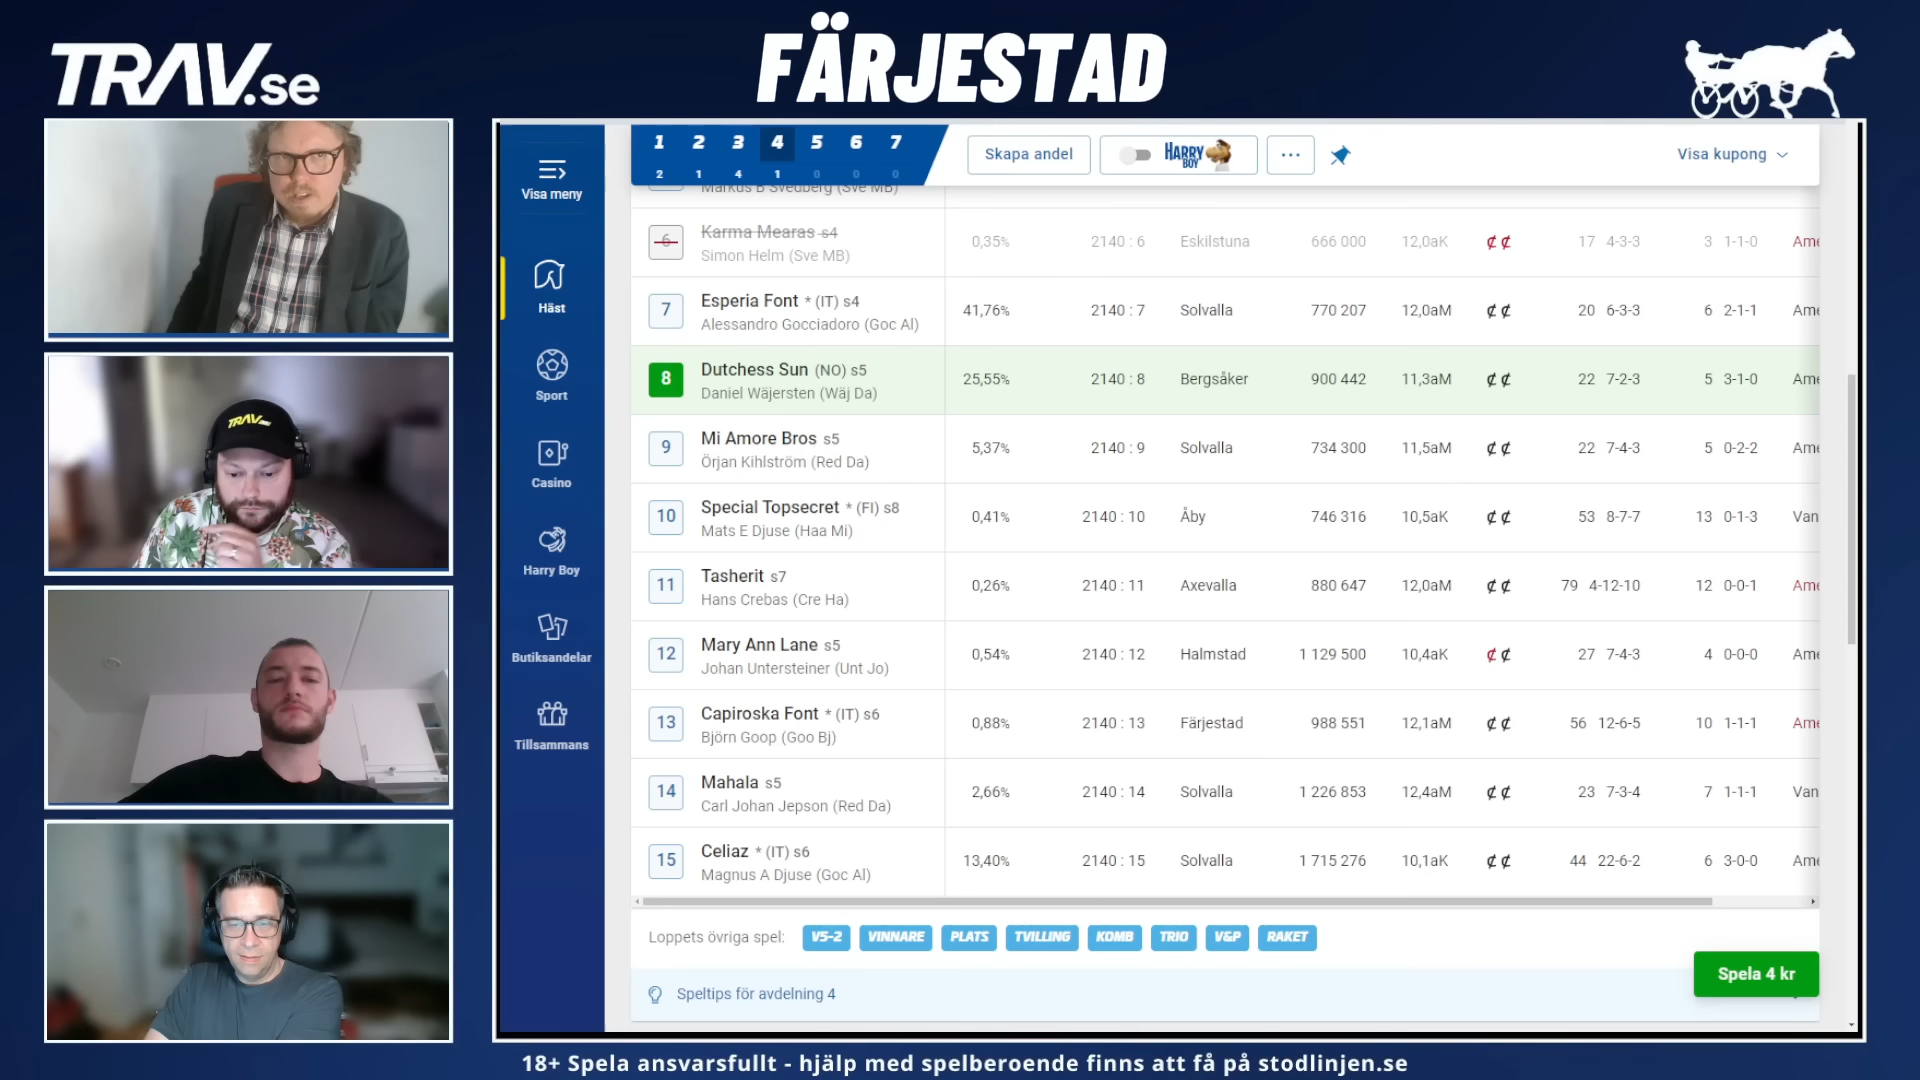 TRAV.se
FÄRJESTAD
1 2 3 4 5 6 7
2 1 4 1 0 0 0
Skapa andel
HARRY BOY
...
Visa kupong
Visa meny
Häst
Sport
Casino
Harry Boy
Butiksandelar
Tillsammans
Markus B Svedberg (Sve MB)
6 Karma Mearas s4 0,35% 2140 : 6 Eskilstuna 666 000 12,0aK ¢ ¢ 17 4-3-3 3 1-1-0 Ame
Simon Helm (Sve MB)
7 Esperia Font * (IT) s4 41,76% 2140 : 7 Solvalla 770 207 12,0aM ¢ ¢ 20 6-3-3 6 2-1-1 Ame
Alessandro Gocciadoro (Goc Al)
8 Dutchess Sun (NO) s5 25,55% 2140 : 8 Bergsåker 900 442 11,3aM ¢ ¢ 22 7-2-3 5 3-1-0 Ame
Daniel Wäjersten (Wäj Da)
9 Mi Amore Bros s5 5,37% 2140 : 9 Solvalla 734 300 11,5aM ¢ ¢ 22 7-4-3 5 0-2-2 Ame
Örjan Kihlström (Red Da)
10 Special Topsecret * (FI) s8 0,41% 2140 : 10 Åby 746 316 10,5aK ¢ ¢ 53 8-7-7 13 0-1-3 Van
Mats E Djuse (Haa Mi)
11 Tasherit s7 0,26% 2140 : 11 Axevalla 880 647 12,0aM ¢ ¢ 79 4-12-10 12 0-0-1 Ame
Hans Crebas (Cre Ha)
12 Mary Ann Lane s5 0,54% 2140 : 12 Halmstad 1 129 500 10,4aK ¢ ¢ 27 7-4-3 4 0-0-0 Ame
Johan Untersteiner (Unt Jo)
13 Capiroska Font * (IT) s6 0,88% 2140 : 13 Färjestad 988 551 12,1aM ¢ ¢ 56 12-6-5 10 1-1-1 Ame
Björn Goop (Goo Bj)
14 Mahala s5 2,66% 2140 : 14 Solvalla 1 226 853 12,4aM ¢ ¢ 23 7-3-4 7 1-1-1 Van
Carl Johan Jepson (Red Da)
15 Celiaz * (IT) s6 13,40% 2140 : 15 Solvalla 1 715 276 10,1aK ¢ ¢ 44 22-6-2 6 3-0-0 Ame
Magnus A Djuse (Goc Al)
Loppets övriga spel: V5-2 VINNARE PLATS TVILLING KOMB TRIO V&P RAKET
Spela 4 kr
Speltips för avdelning 4
TRAV.se
18+ Spela ansvarsfullt - hjälp med spelberoende finns att få på stodlinjen.se